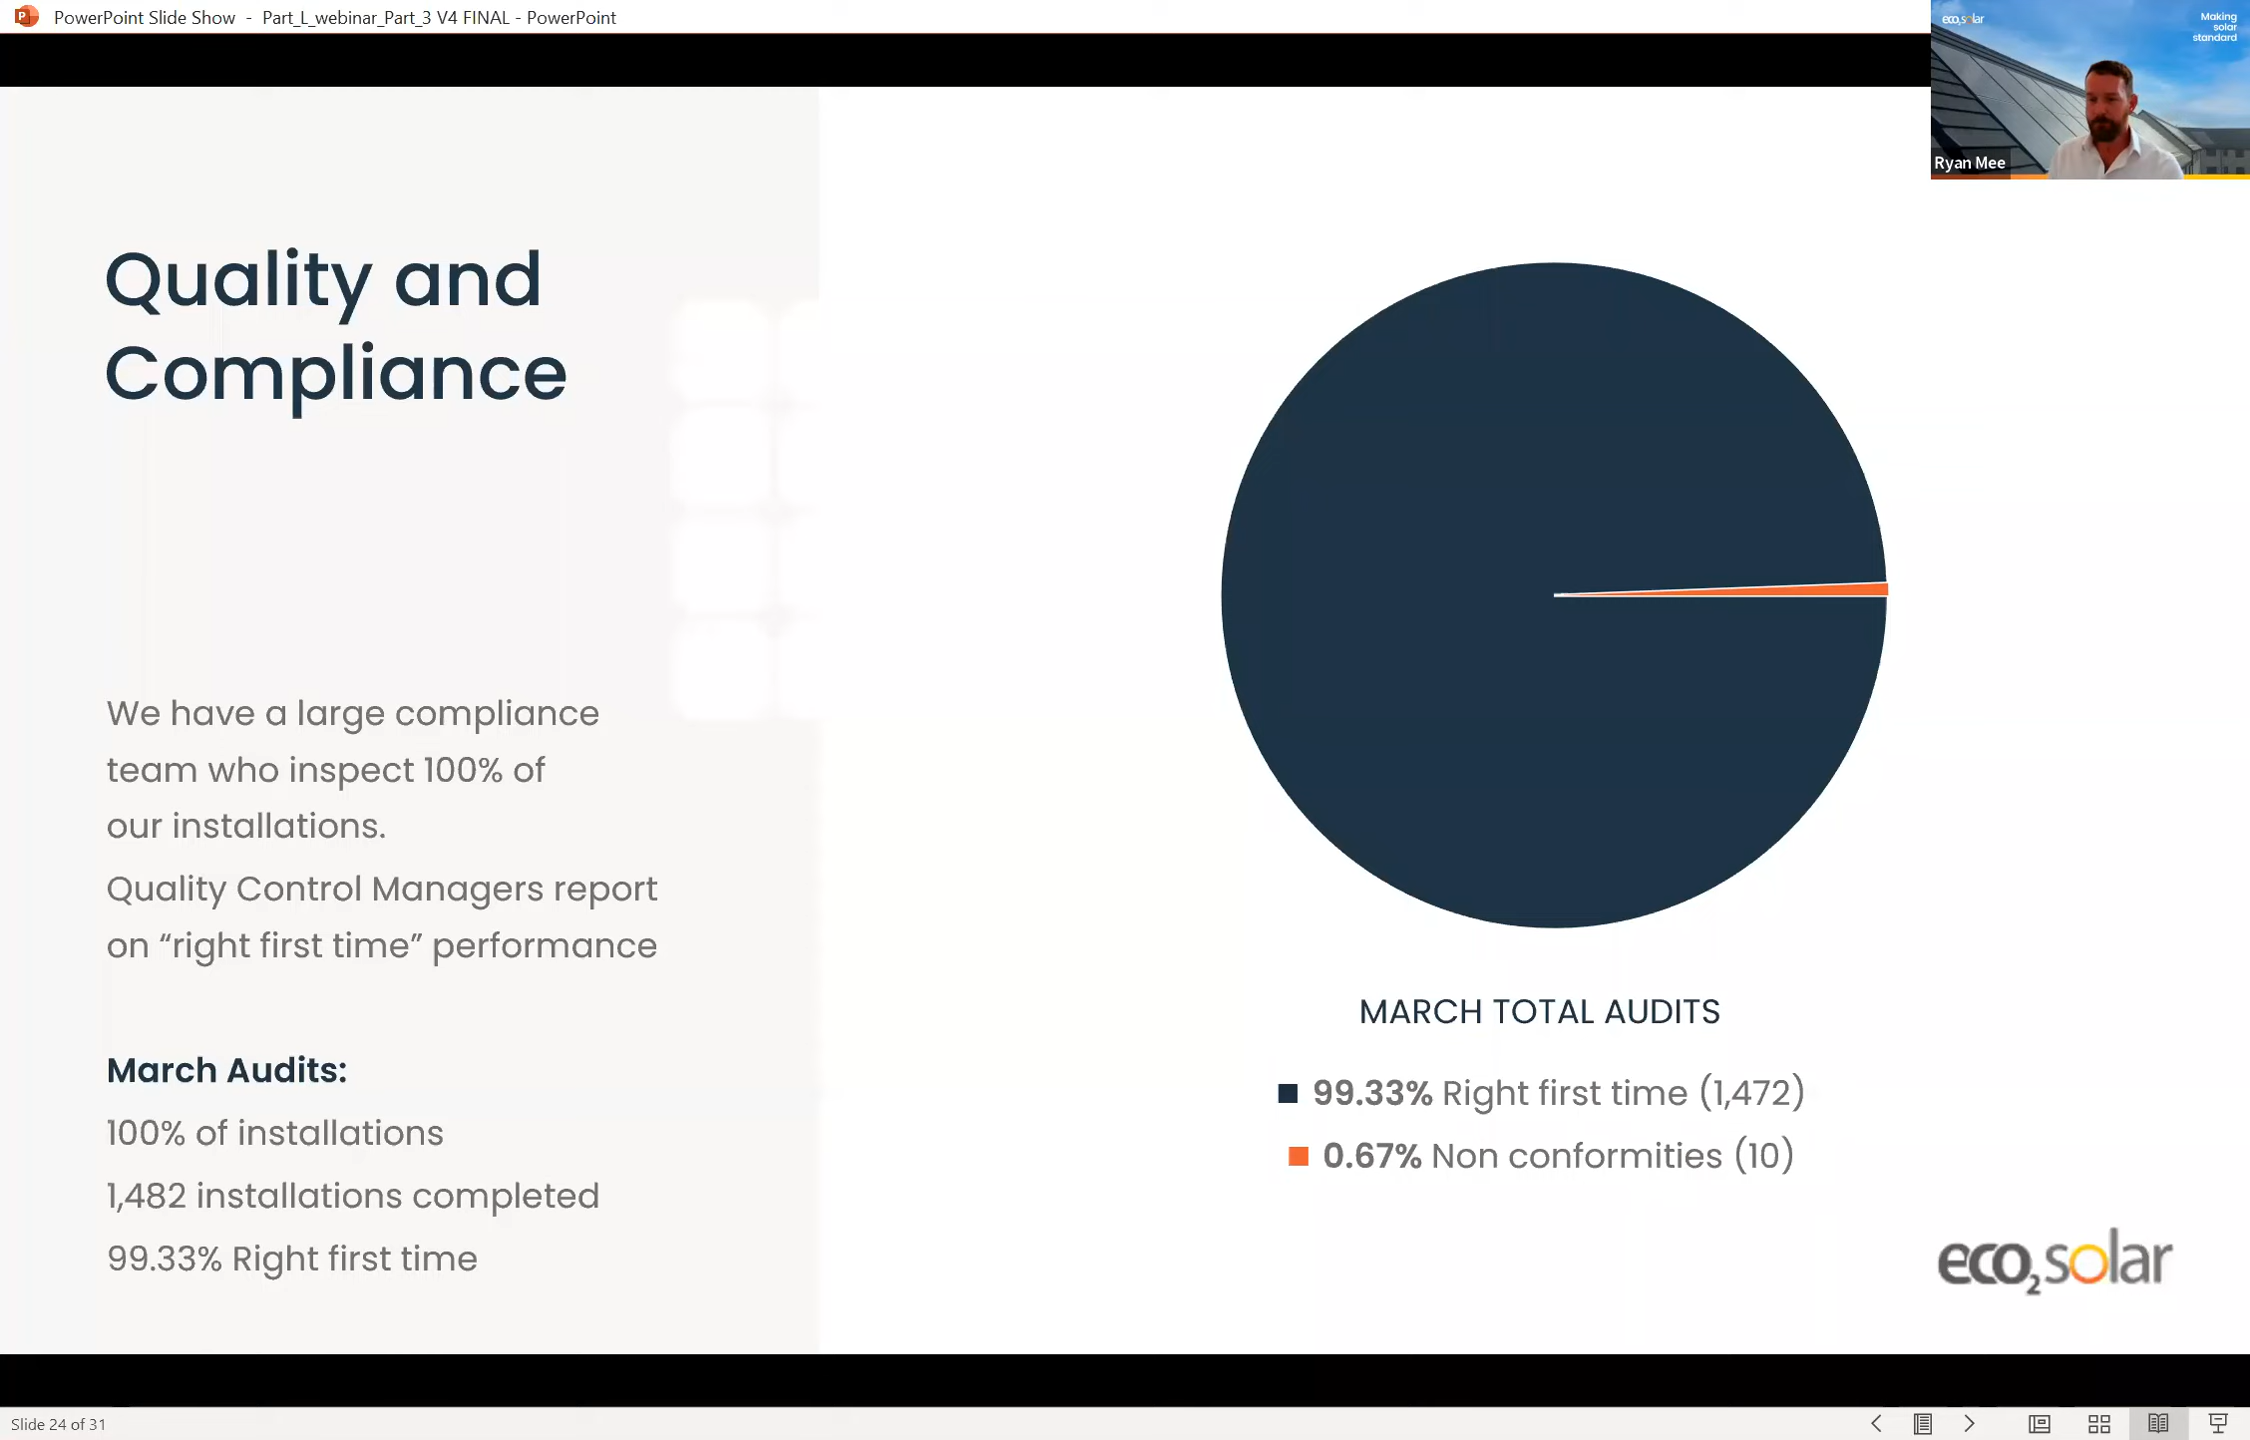 PowerPoint Slide Show - Part_L_webinar_Part_3 V4 FINAL - PowerPoint
eco2solar
Making
solar
standard
Ryan Mee
Quality and
Compliance
We have a large compliance
team who inspect 100% of
our installations.
Quality Control Managers report
on “right first time” performance
March Audits:
100% of installations
1,482 installations completed
99.33% Right first time
MARCH TOTAL AUDITS
99.33% Right first time (1,472)
0.67% Non conformities (10)
eco2solar
Slide 24 of 31